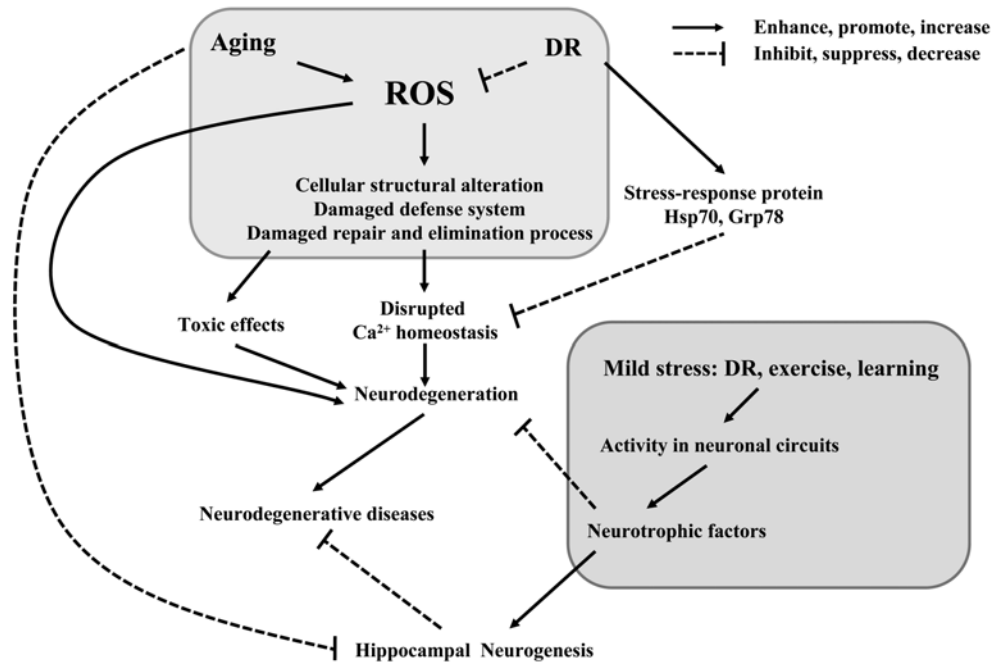 Aging
DR
Enhance, promote, increase
Inhibit, suppress, decrease
ROS
Cellular structural alteration
Damaged defense system
Damaged repair and elimination process
Stress-response protein
Hsp70, Grp78
Toxic effects
Disrupted
Ca²⁺ homeostasis
Neurodegeneration
Mild stress: DR, exercise, learning
Activity in neuronal circuits
Neurodegenerative diseases
Neurotrophic factors
Hippocampal Neurogenesis